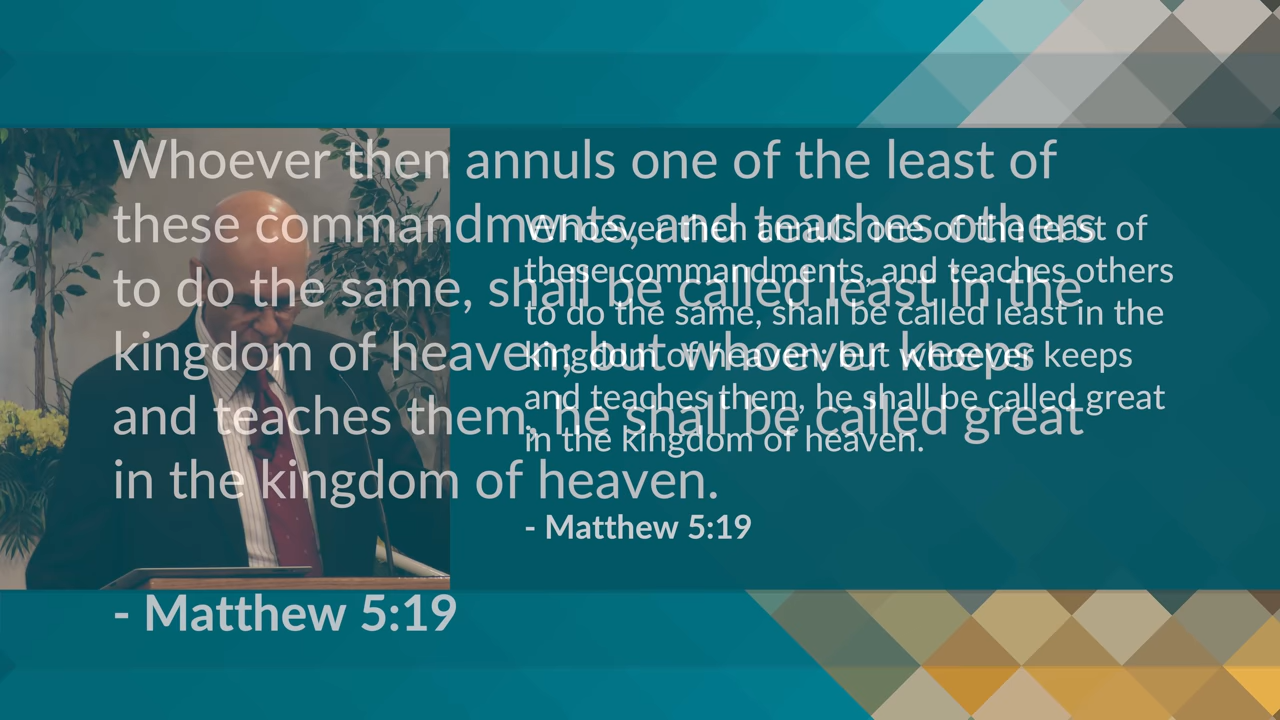 Whoever then annuls one of the least of
these commandments, and teaches others
to do the same, shall be called least in the
kingdom of heaven; but whoever keeps
and teaches them, he shall be called great
in the kingdom of heaven.
- Matthew 5:19
Whoever then annuls one of the least of
these commandments, and teaches others
to do the same, shall be called least in the
kingdom of heaven; but whoever keeps
and teaches them, he shall be called great
in the kingdom of heaven.
- Matthew 5:19